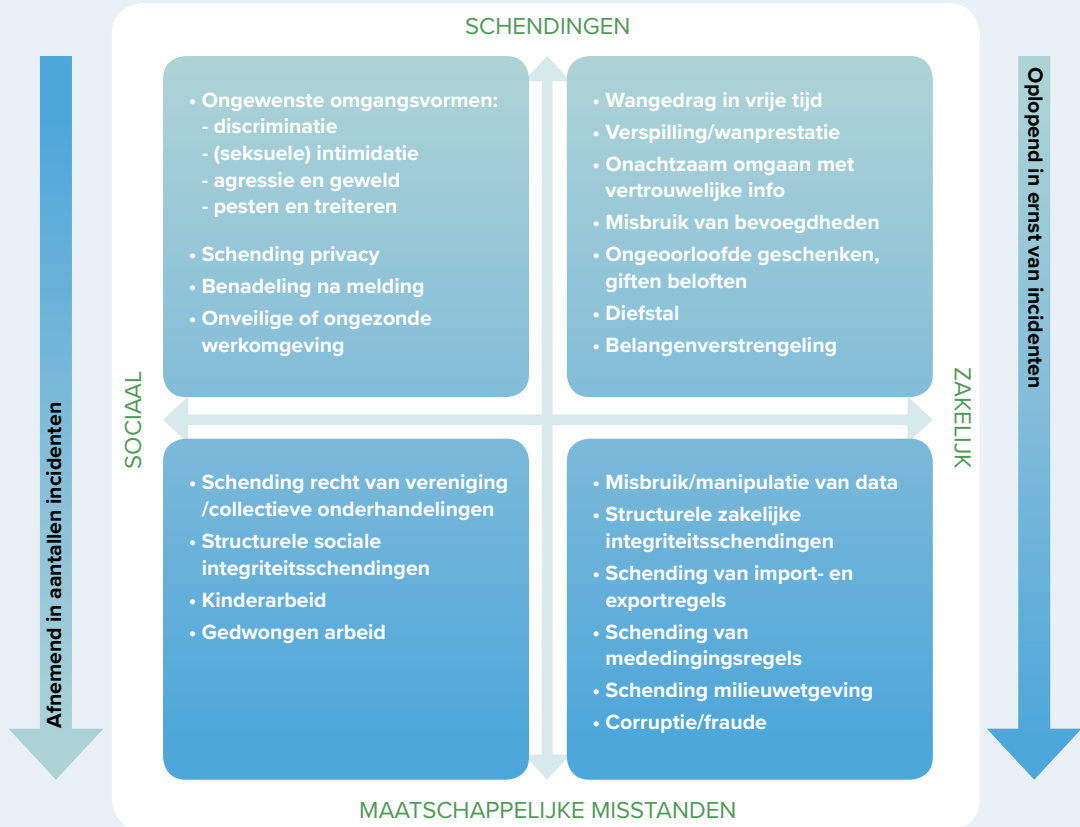 SCHENDINGEN
Afnemend in aantallen incidenten
SOCIAAL
• Ongewenste omgangsvormen:
- discriminatie
- (seksuele) intimidatie
- agressie en geweld
- pesten en treiteren
• Schending privacy
• Benadeling na melding
• Onveilige of ongezonde
werkomgeving
• Wangedrag in vrije tijd
• Verspilling/wanprestatie
• Onachtzaam omgaan met
vertrouwelijke info
• Misbruik van bevoegdheden
• Ongeoorloofde geschenken,
giften beloften
• Diefstal
• Belangenverstrengeling
• Schending recht van vereniging
/collectieve onderhandelingen
• Structurele sociale
integriteitsschendingen
• Kinderarbeid
• Gedwongen arbeid
• Misbruik/manipulatie van data
• Structurele zakelijke
integriteitsschendingen
• Schending van import- en
exportregels
• Schending van
mededingingsregels
• Schending milieuwetgeving
• Corruptie/fraude
ZAKELIJK
Oplopend in ernst van incidenten
MAATSCHAPPELIJKE MISSTANDEN